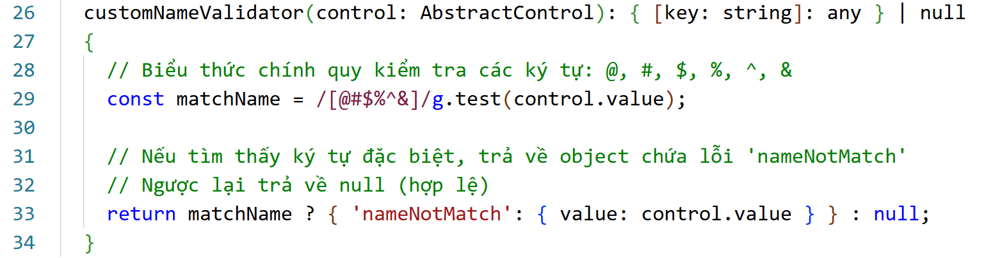 26 customNameValidator(control: AbstractControl): { [key: string]: any } | null
27 {
28 // Biểu thức chính quy kiểm tra các ký tự: @, #, $, %, ^, &
29 const matchName = /[@#$%^&]/g.test(control.value);
30
31 // Nếu tìm thấy ký tự đặc biệt, trả về object chứa lỗi 'nameNotMatch'
32 // Ngược lại trả về null (hợp lệ)
33 return matchName ? { 'nameNotMatch': { value: control.value } } : null;
34 }